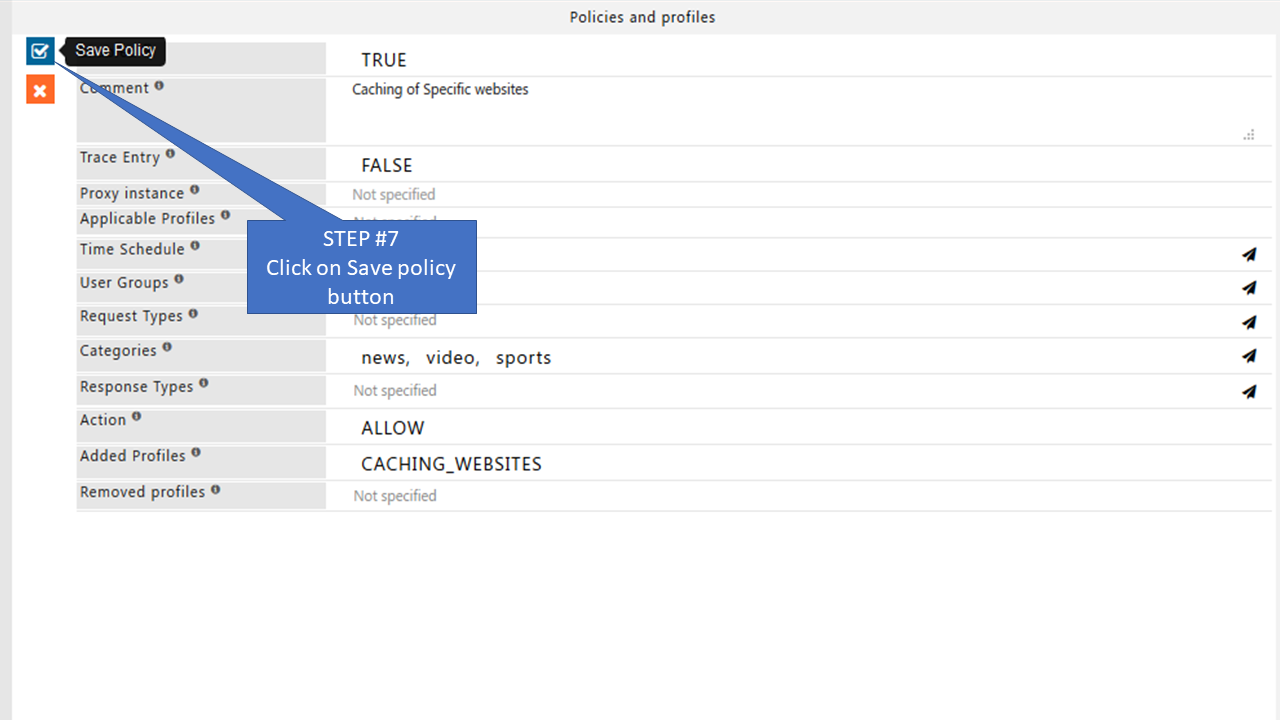 Policies and profiles
Save Policy
TRUE
Comment
Caching of Specific websites
Trace Entry
FALSE
Proxy instance
Not specified
Applicable Profiles
Not specified
Time Schedule
STEP #7
Click on Save policy
button
User Groups
Request Types
Not specified
Categories
news, video, sports
Response Types
Not specified
Action
ALLOW
Added Profiles
CACHING_WEBSITES
Removed profiles
Not specified